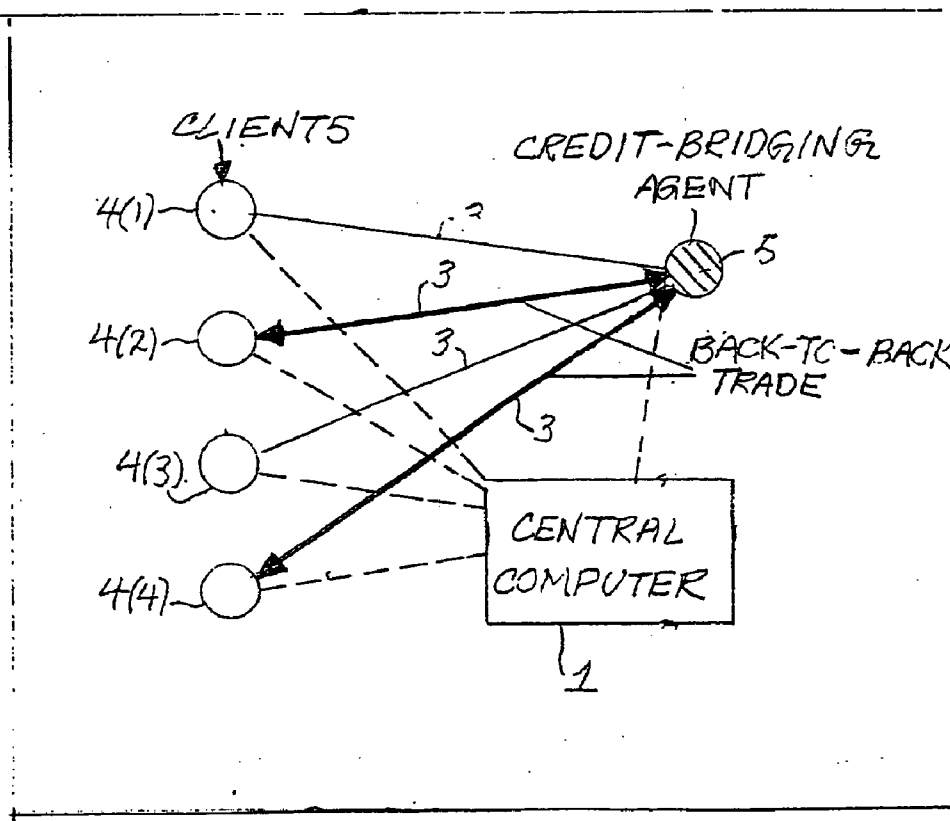 CLIENTS
CREDIT-BRIDGING
AGENT
4(1)
5
3
4(2)
3
BACK-TO-BACK
TRADE
3
4(3)
CENTRAL
COMPUTER
4(4)
1